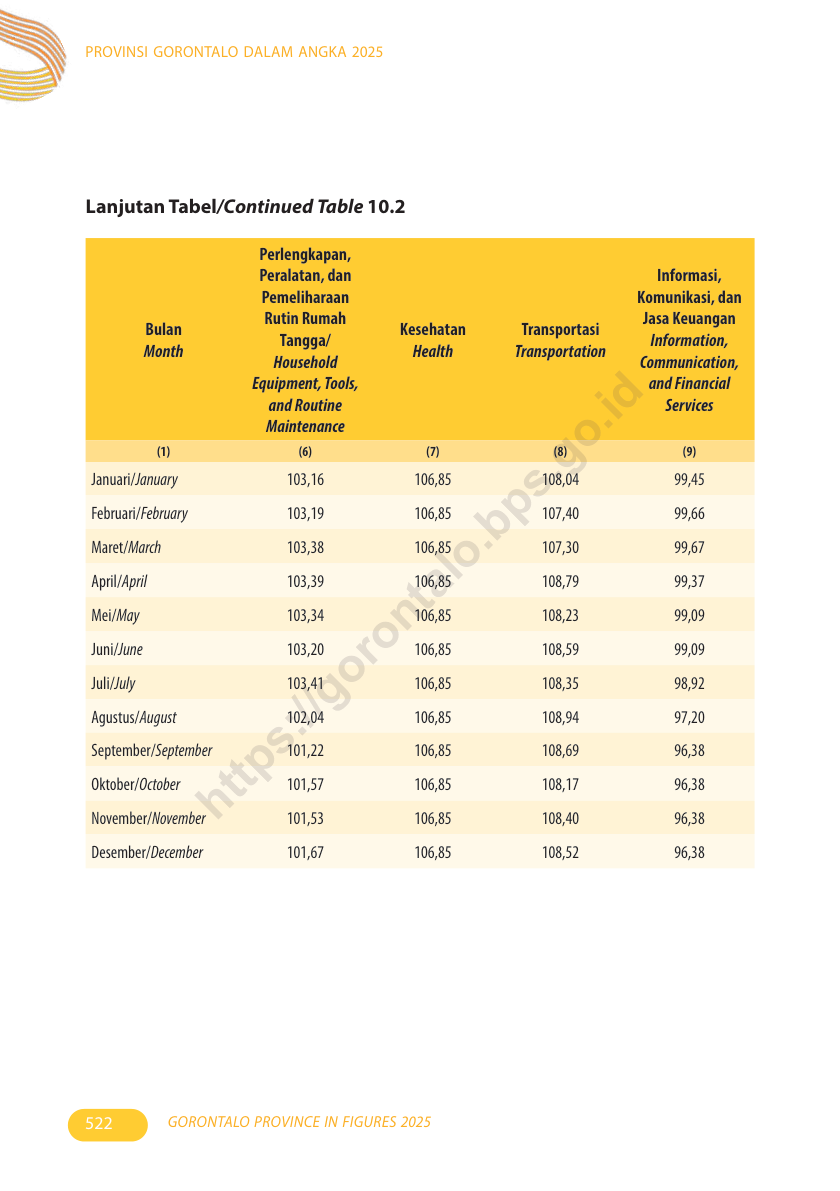 PROVINSI GORONTALO DALAM ANGKA 2025
Lanjutan Tabel/Continued Table 10.2
Bulan
Month
Perlengkapan,
Peralatan, dan
Pemeliharaan
Rutin Rumah
Tangga/
Household
Equipment, Tools,
and Routine
Maintenance
Kesehatan
Health
Transportasi
Transportation
Informasi,
Komunikasi, dan
Jasa Keuangan
Information,
Communication,
and Financial
Services
(1) (6) (7) (8) (9)
Januari/January 103,16 106,85 108,04 99,45
Februari/February 103,19 106,85 107,40 99,66
Maret/March 103,38 106,85 107,30 99,67
April/April 103,39 106,85 108,79 99,37
Mei/May 103,34 106,85 108,23 99,09
Juni/June 103,20 106,85 108,59 99,09
Juli/July 103,41 106,85 108,35 98,92
Agustus/August 102,04 106,85 108,94 97,20
September/September 101,22 106,85 108,69 96,38
Oktober/October 101,57 106,85 108,17 96,38
November/November 101,53 106,85 108,40 96,38
Desember/December 101,67 106,85 108,52 96,38
https://gorontalo.bps.go.id
522 GORONTALO PROVINCE IN FIGURES 2025